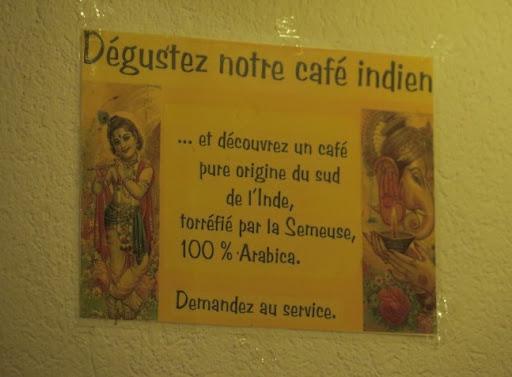 Dégustez notre café indien
... et découvrez un café
pure origine du sud
de l'Inde,
torréfié par la Semeuse,
100 % Arabica.
Demandez au service.